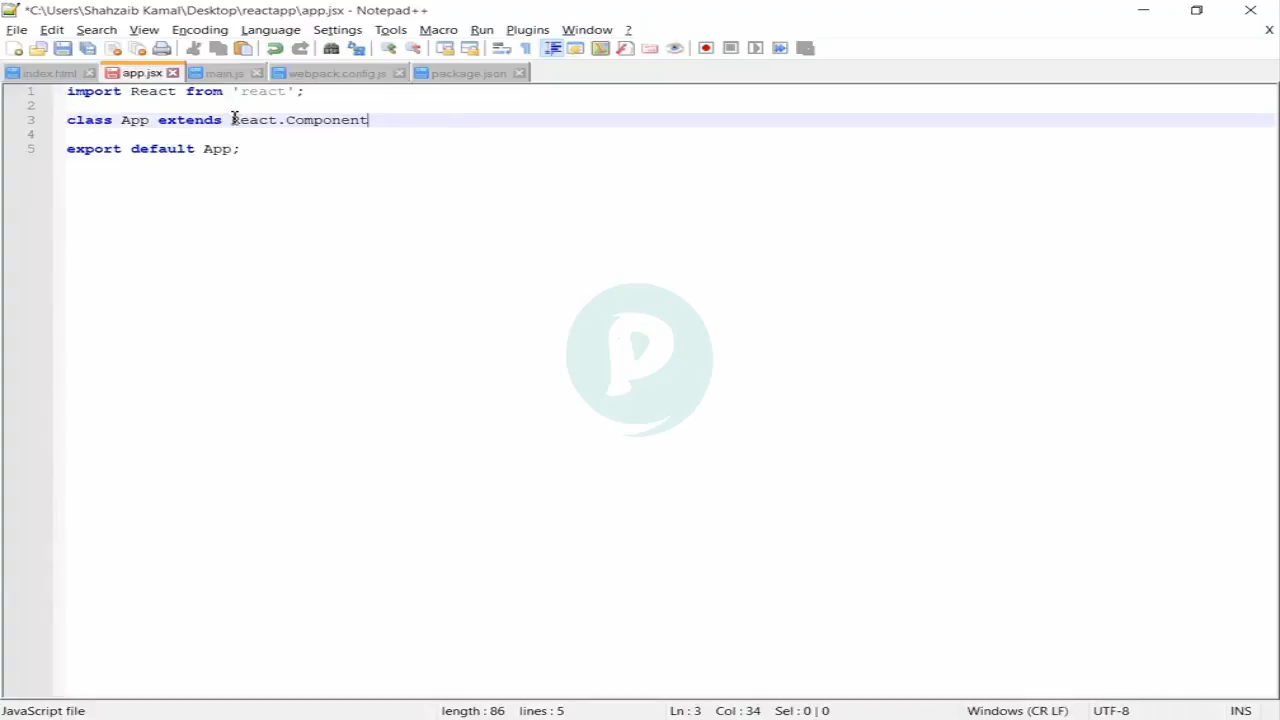 *C:\Users\Shahzaib Kamal\Desktop\reactapp\app.jsx - Notepad++
File Edit Search View Encoding Language Settings Tools Macro Run Plugins Window ? X
index.html app.jsx main.js webpack.config.js package.json
1 import React from 'react';
2
3 class App extends React.Component
4
5 export default App;
P
JavaScript file length : 86 lines : 5 Ln : 3 Col : 34 Sel : 0 | 0 Windows (CR LF) UTF-8 INS